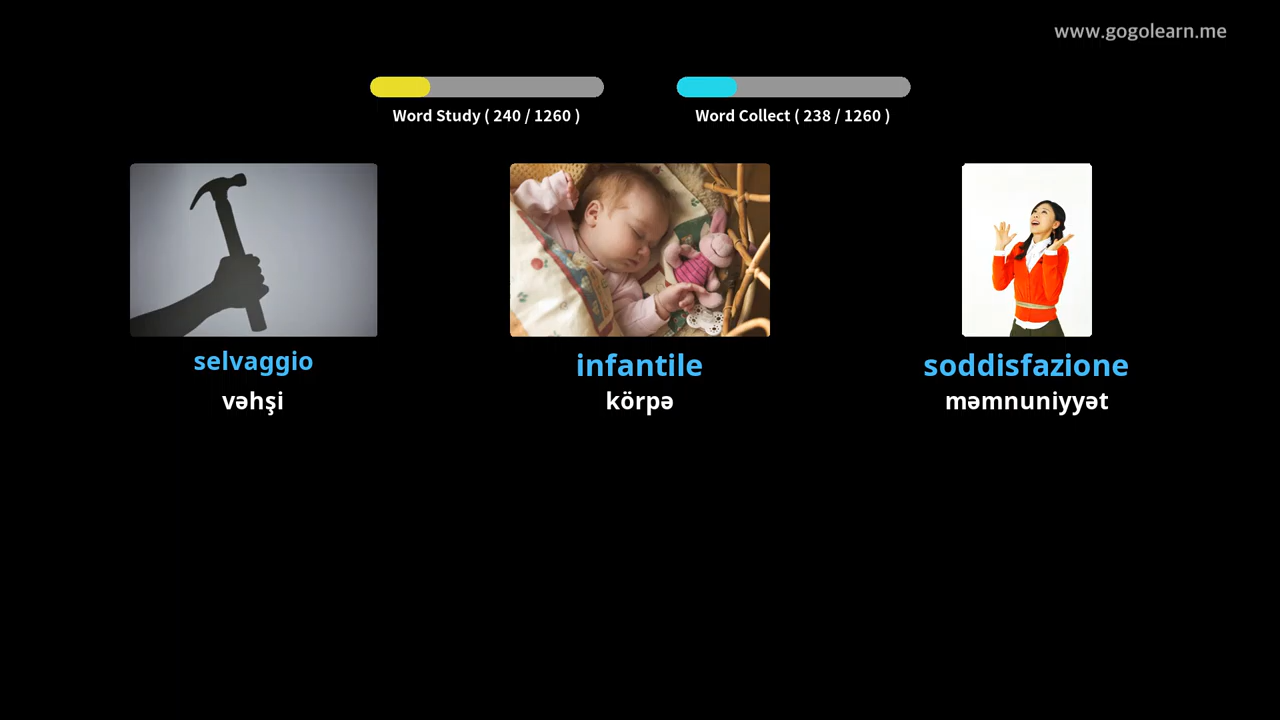 www.gogolearn.me
Word Study ( 240 / 1260 )
Word Collect ( 238 / 1260 )
selvaggio
vəhşi
infantile
körpə
soddisfazione
məmnuniyyət